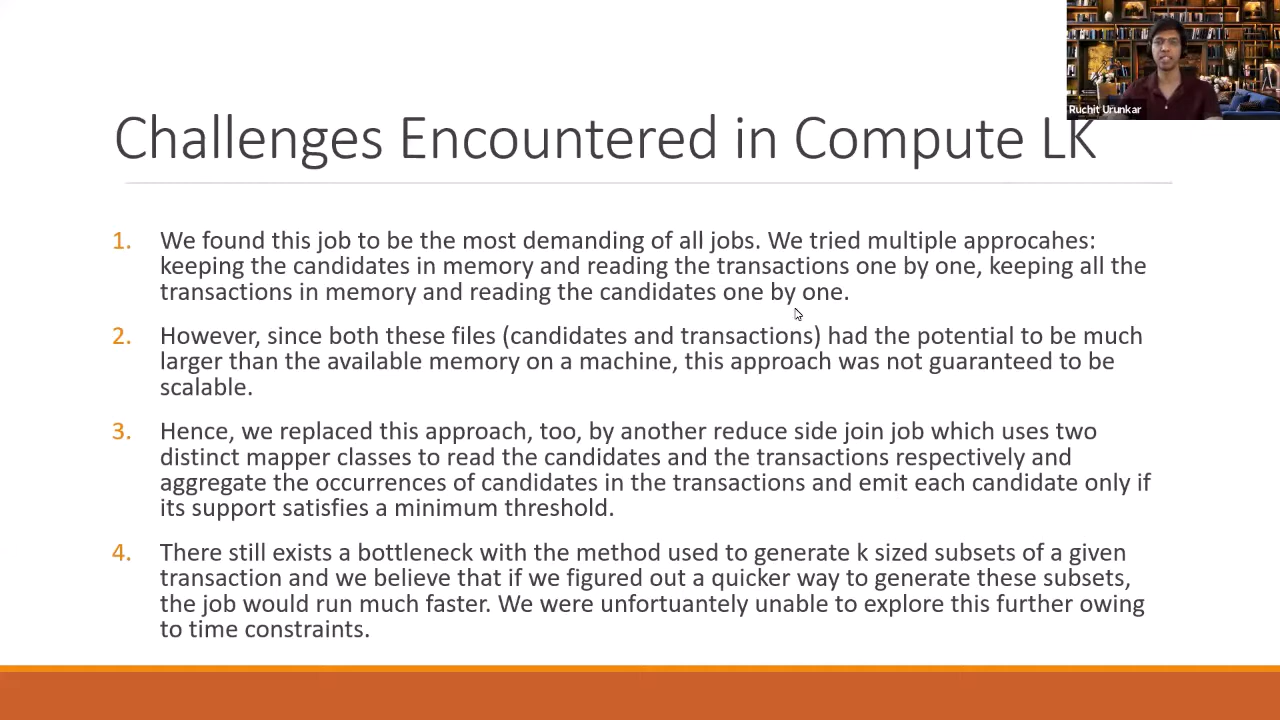 Ruchit Urunkar
Challenges Encountered in Compute LK
1. We found this job to be the most demanding of all jobs. We tried multiple approcahes:
keeping the candidates in memory and reading the transactions one by one, keeping all the
transactions in memory and reading the candidates one by one.
2. However, since both these files (candidates and transactions) had the potential to be much
larger than the available memory on a machine, this approach was not guaranteed to be
scalable.
3. Hence, we replaced this approach, too, by another reduce side join job which uses two
distinct mapper classes to read the candidates and the transactions respectively and
aggregate the occurrences of candidates in the transactions and emit each candidate only if
its support satisfies a minimum threshold.
4. There still exists a bottleneck with the method used to generate k sized subsets of a given
transaction and we believe that if we figured out a quicker way to generate these subsets,
the job would run much faster. We were unfortuantely unable to explore this further owing
to time constraints.